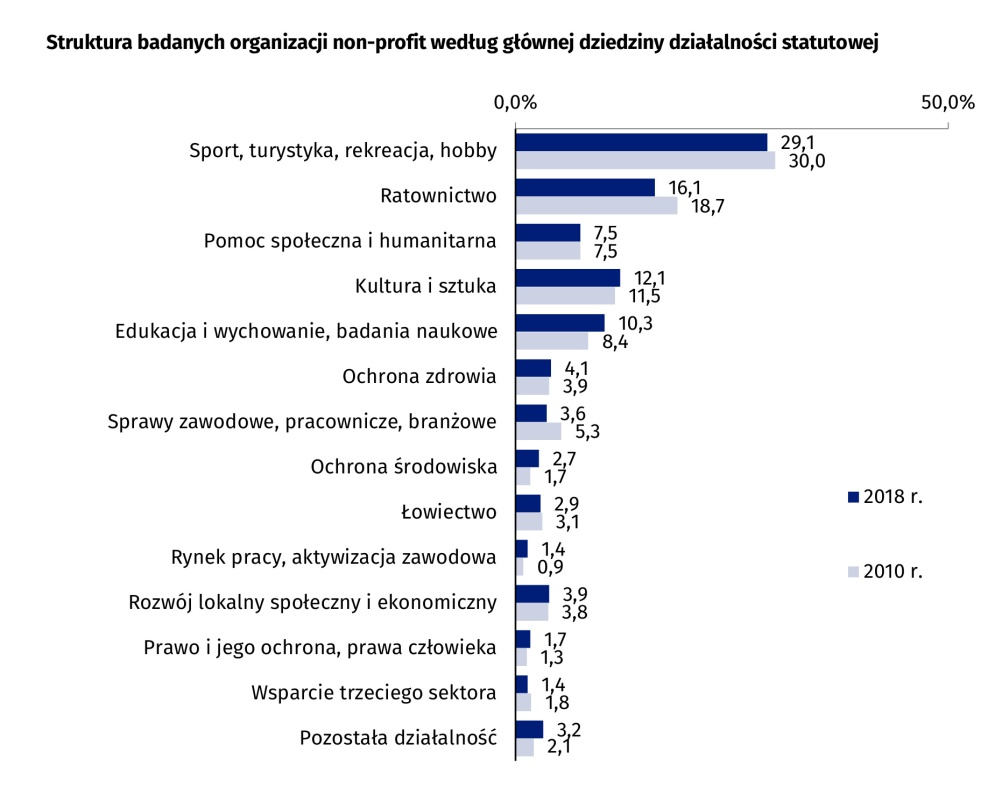 Struktura badanych organizacji non-profit według głównej dziedziny działalności statutowej
0,0% 50,0%
Sport, turystyka, rekreacja, hobby 29,1
30,0
Ratownictwo 16,1
18,7
Pomoc społeczna i humanitarna 7,5
7,5
Kultura i sztuka 12,1
11,5
Edukacja i wychowanie, badania naukowe 10,3
8,4
Ochrona zdrowia 4,1
3,9
Sprawy zawodowe, pracownicze, branżowe 3,6
5,3
Ochrona środowiska 2,7
1,7
Łowiectwo 2,9
3,1
Rynek pracy, aktywizacja zawodowa 1,4
0,9
Rozwój lokalny społeczny i ekonomiczny 3,9
3,8
Prawo i jego ochrona, prawa człowieka 1,7
1,3
Wsparcie trzeciego sektora 1,4
1,8
Pozostała działalność 3,2
2,1
2018 r.
2010 r.